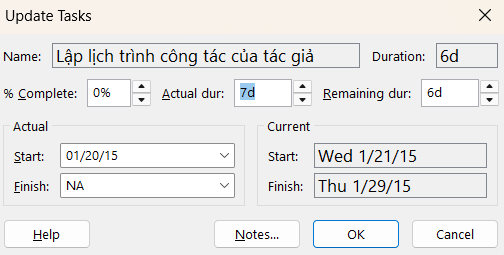 Update Tasks
Name: Lập lịch trình công tác của tác giả Duration: 6d
% Complete: 0% Actual dur: 7d Remaining dur: 6d
Actual Current
Start: 01/20/15 Start: Wed 1/21/15
Finish: NA Finish: Thu 1/29/15
Help Notes... OK Cancel